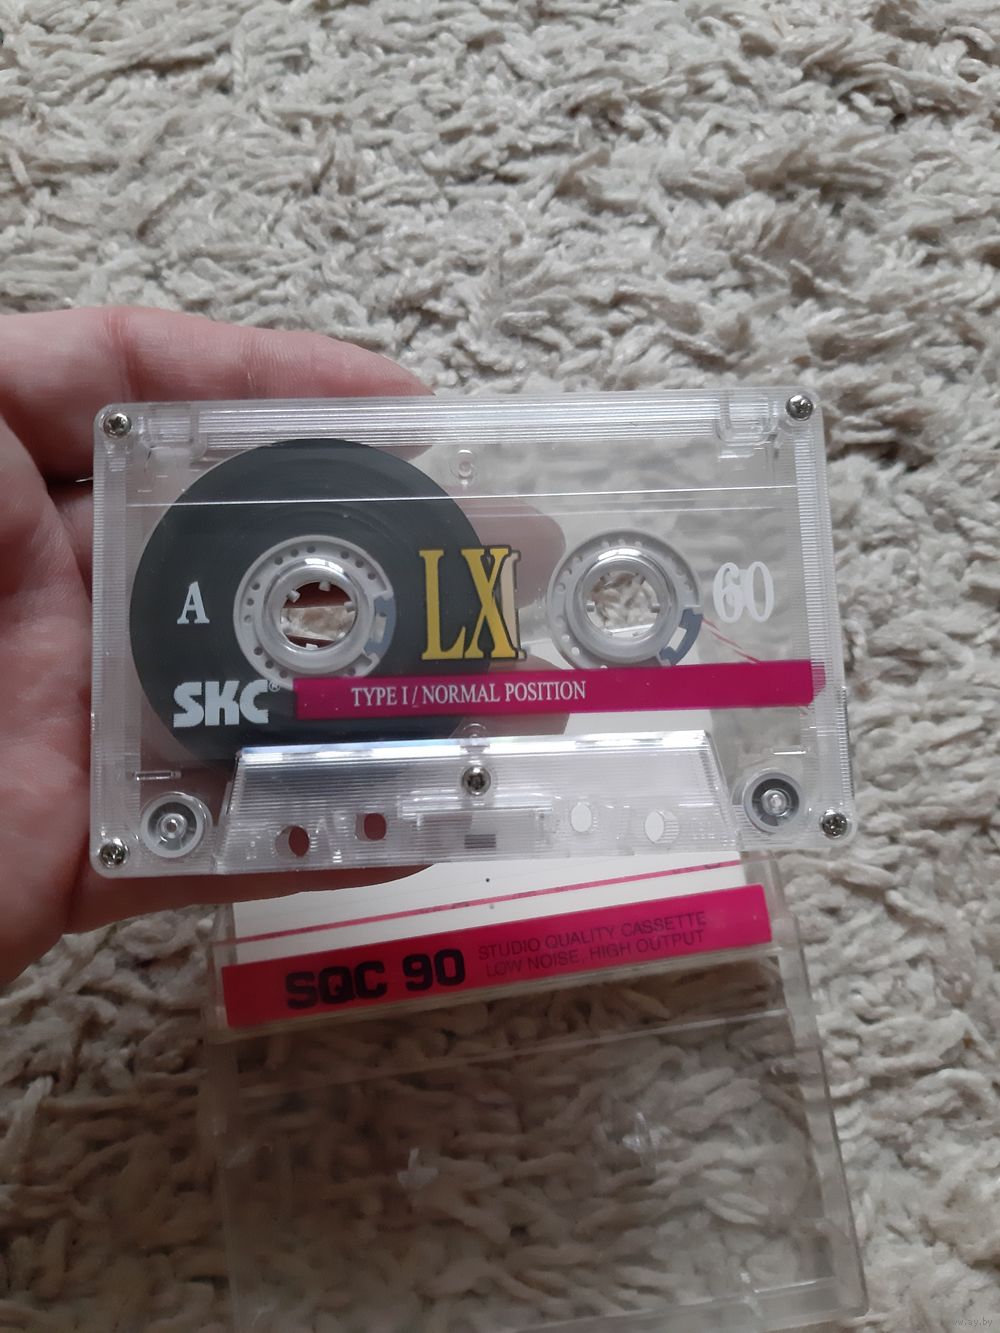 A
LX
60
SKC®
TYPE I / NORMAL POSITION
SQC 90
STUDIO QUALITY CASSETTE
LOW NOISE, HIGH OUTPUT